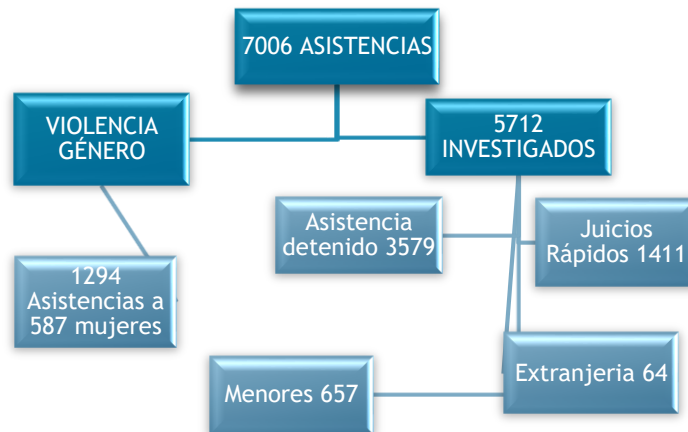 7006 ASISTENCIAS
VIOLENCIA
GÉNERO
5712
INVESTIGADOS
Asistencia
detenido 3579
Juicios
Rápidos 1411
1294
Asistencias a
587 mujeres
Menores 657
Extranjeria 64